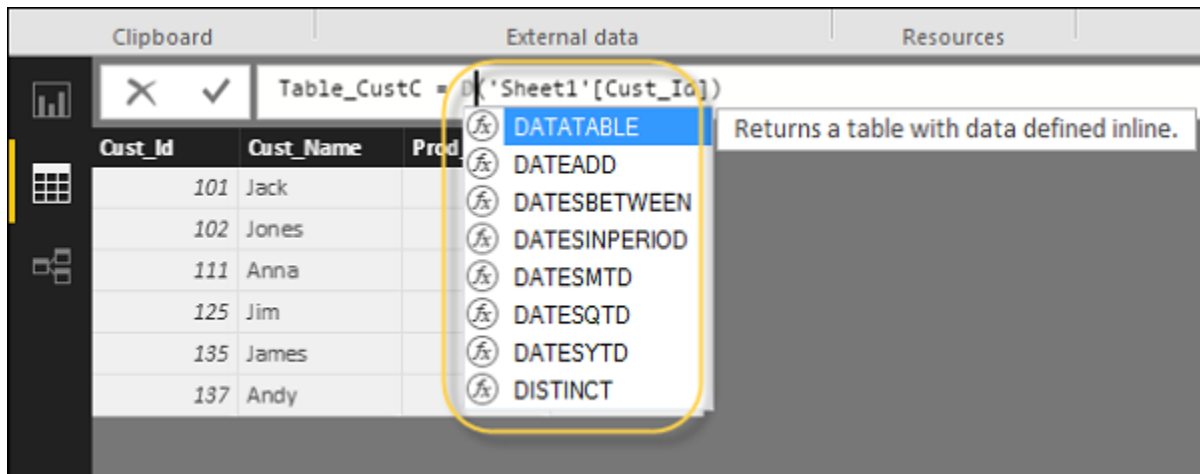 Clipboard External data Resources
Table_CustC = D('Sheet1'[Cust_Id])
DATATABLE Returns a table with data defined inline.
Cust_Id Cust_Name Prod_
DATEADD
101 Jack
DATESBETWEEN
102 Jones
DATESINPERIOD
111 Anna
DATESMTD
125 Jim
DATESQTD
135 James
DATESYTD
137 Andy
DISTINCT